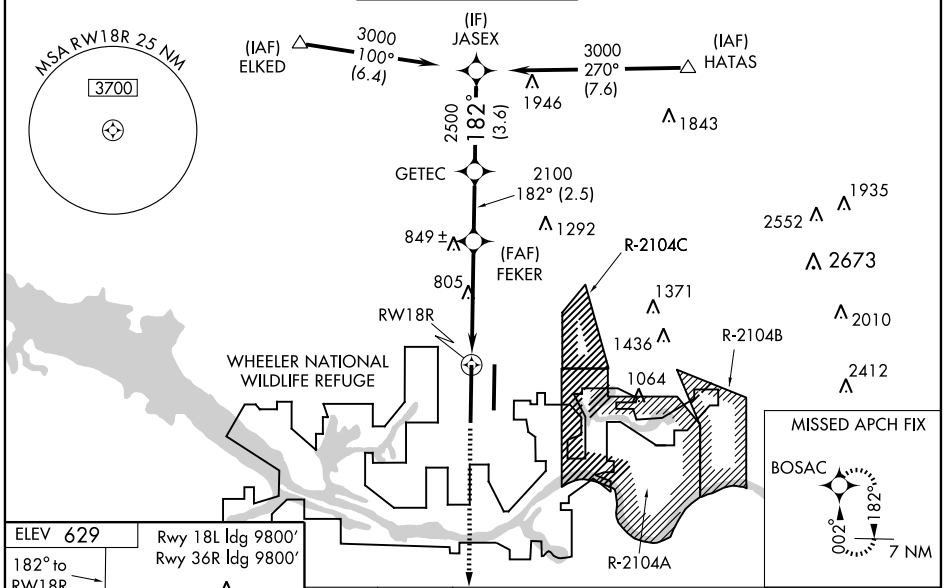 MSA RW18R 25 NM
3700
(IAF)
ELKED
3000
100°
(6.4)
(IF)
JASEX
3000
270°
(7.6)
(IAF)
HATAS
1946
1843
2500
182°
(3.6)
GETEC
2100
182° (2.5)
1292
849 ±
(FAF)
FEKER
805
RW18R
1935
2552
2673
R-2104C
1371
1436
2010
R-2104B
2412
1064
WHEELER NATIONAL
WILDLIFE REFUGE
MISSED APCH FIX
BOSAC
002°
182°
7 NM
R-2104A
ELEV 629
Rwy 18L ldg 9800'
Rwy 36R ldg 9800'
182° to
RW18R